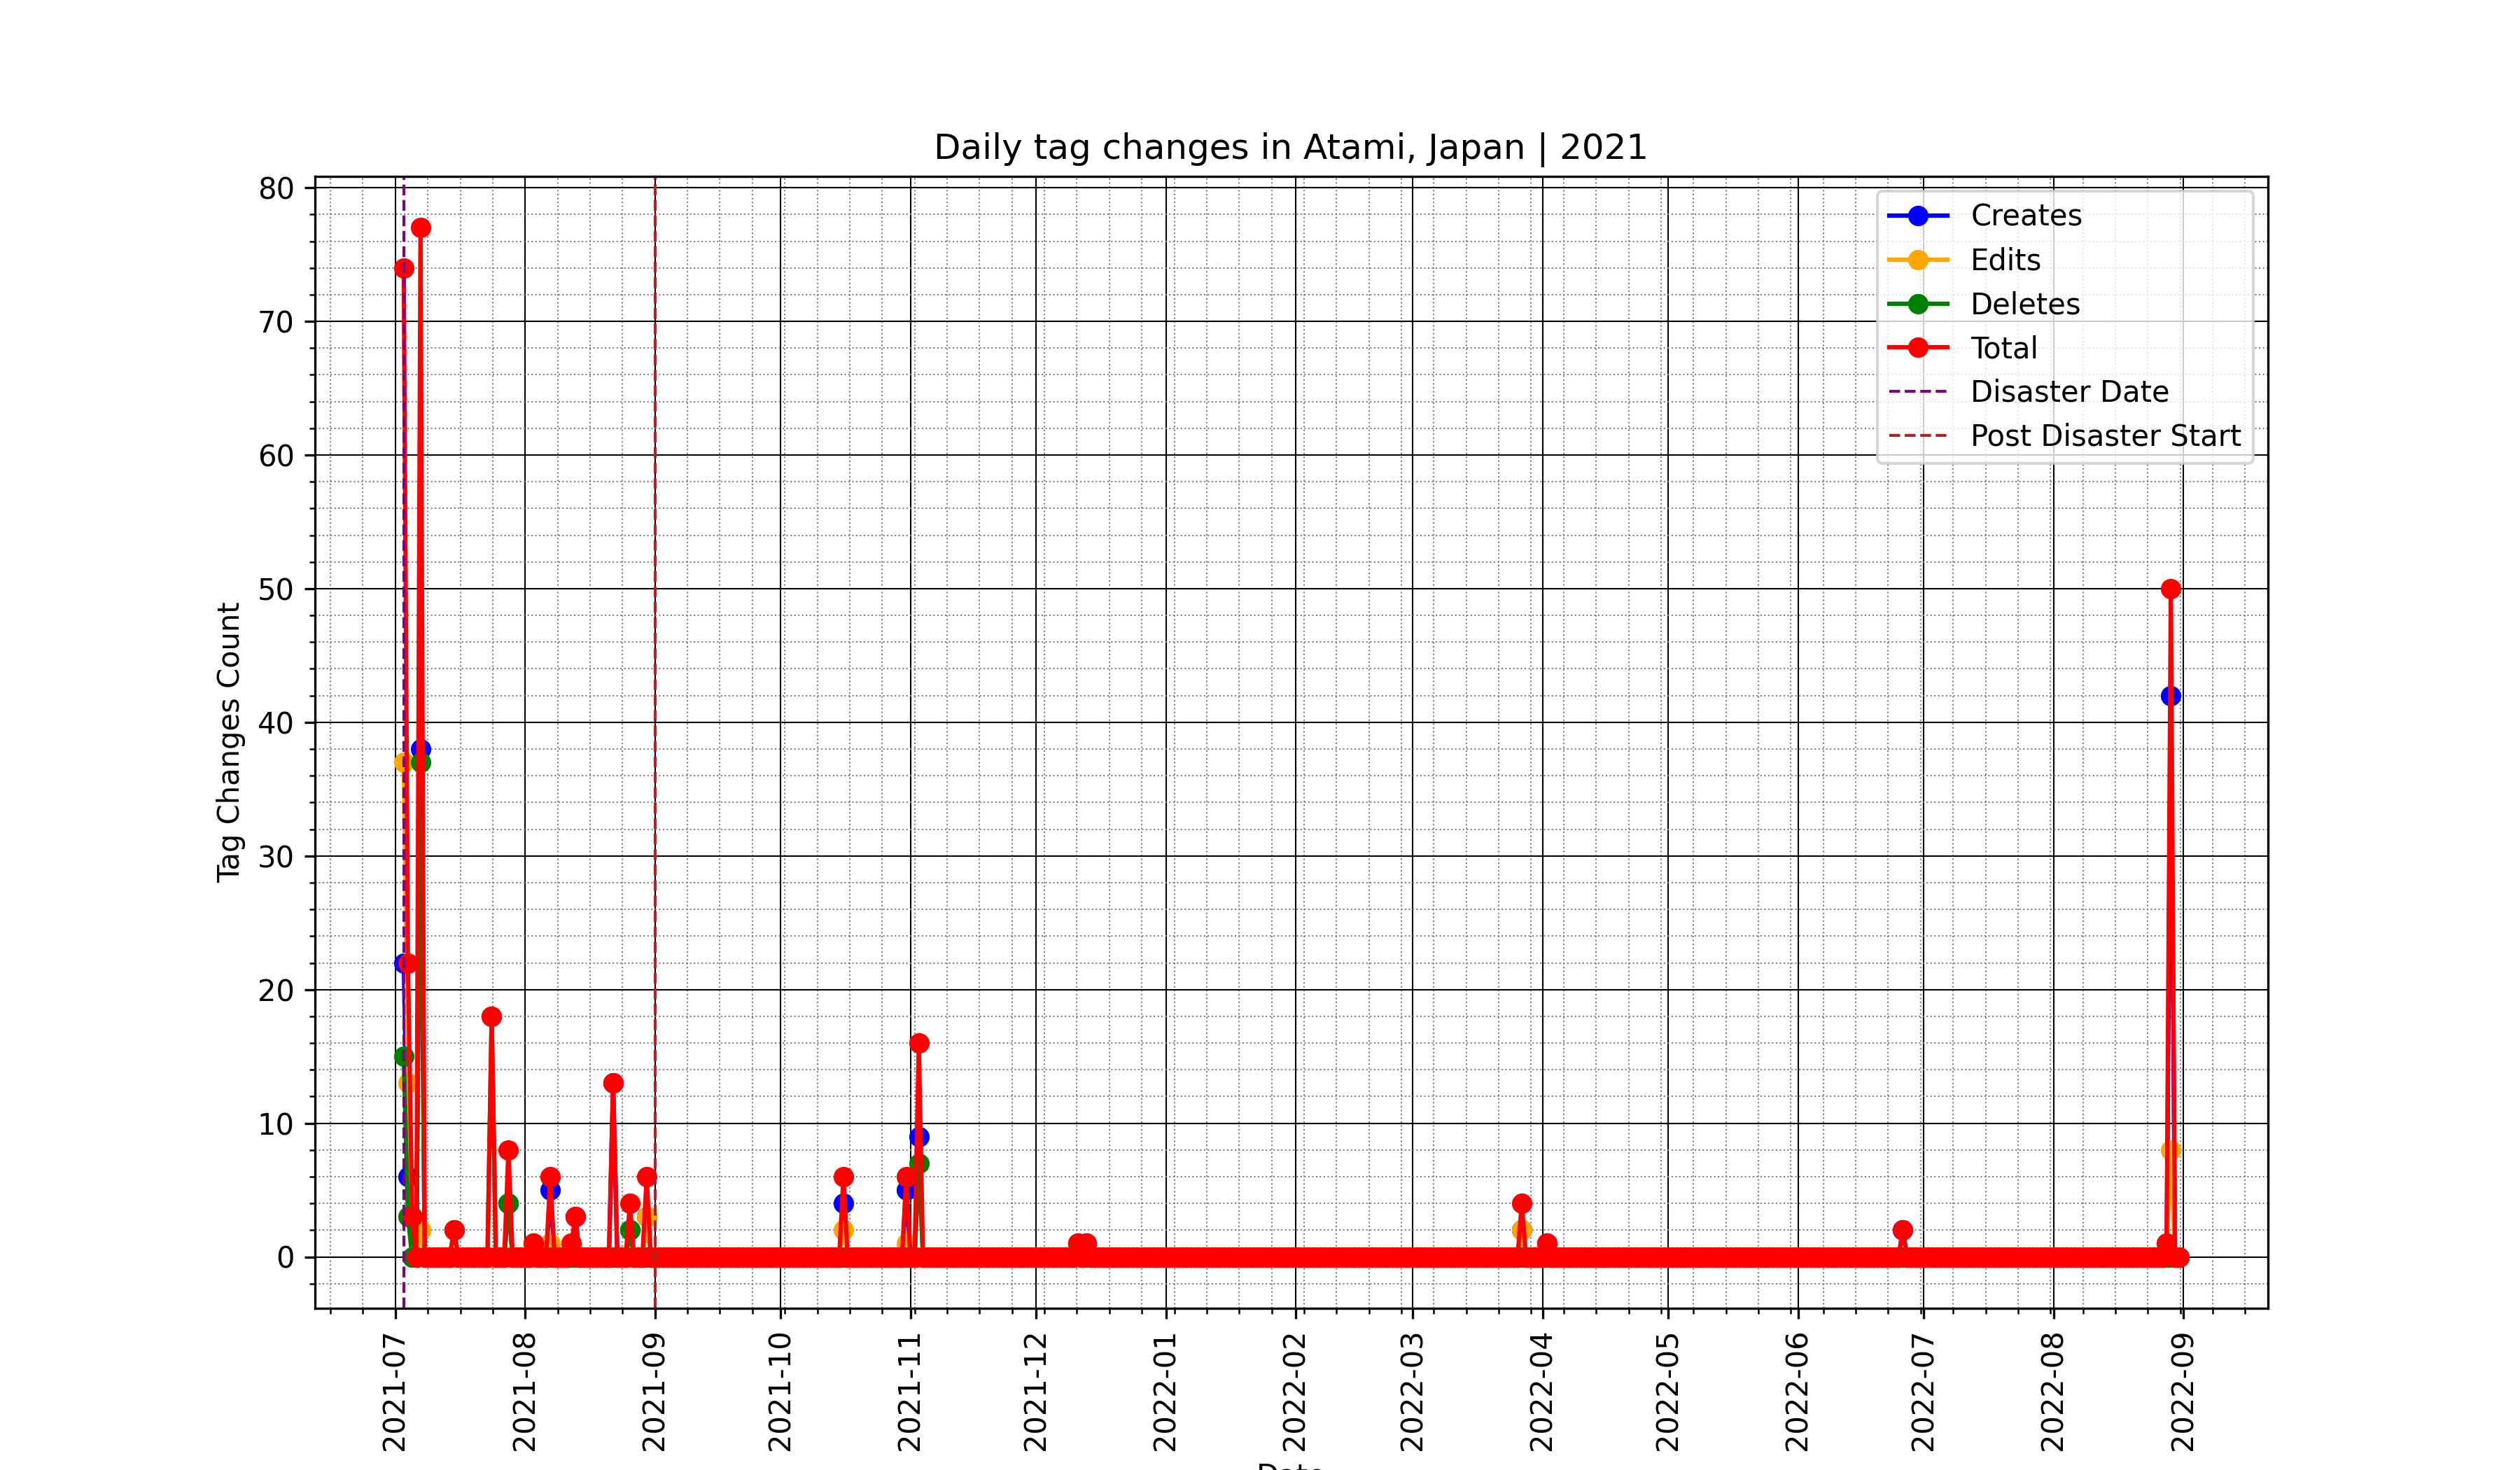 Daily tag changes in Atami, Japan | 2021
80
70
60
50
40
30
20
10
0
Tag Changes Count
Creates
Edits
Deletes
Total
Disaster Date
Post Disaster Start
2021-07
2021-08
2021-09
2021-10
2021-11
2021-12
2022-01
2022-02
2022-03
2022-04
2022-05
2022-06
2022-07
2022-08
2022-09
Date